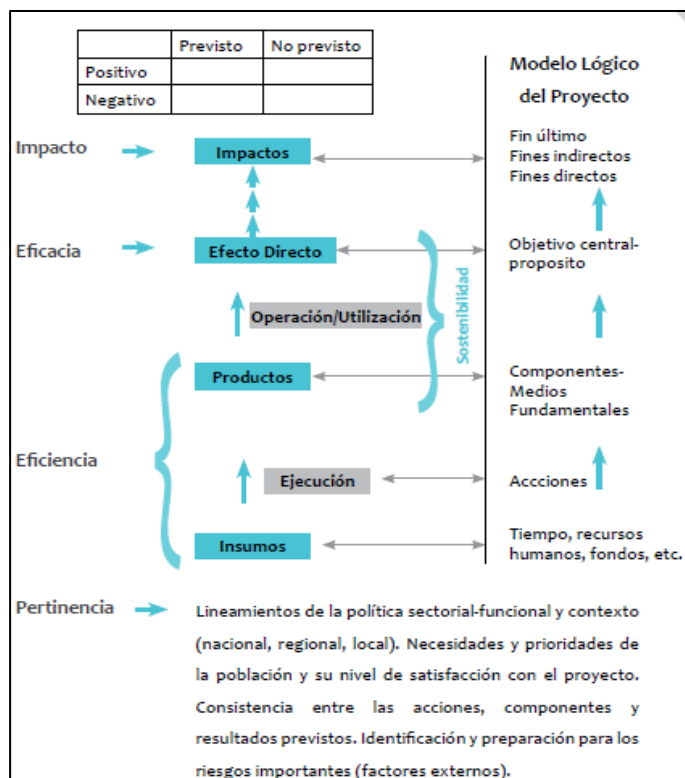 Previsto No previsto
Positivo
Negativo
Modelo Lógico
del Proyecto
Impacto
Impactos
Fin último
Fines indirectos
Fines directos
Eficacia
Efecto Directo
Objetivo central-
proposito
Operación/Utilización
Sostenibilidad
Productos
Componentes-
Medios
Fundamentales
Eficiencia
Ejecución
Accciones
Insumos
Tiempo, recursos
humanos, fondos, etc.
Pertinencia
Lineamientos de la política sectorial-funcional y contexto
(nacional, regional, local). Necesidades y prioridades de
la población y su nivel de satisfacción con el proyecto.
Consistencia entre las acciones, componentes y
resultados previstos. Identificación y preparación para los
riesgos importantes (factores externos).